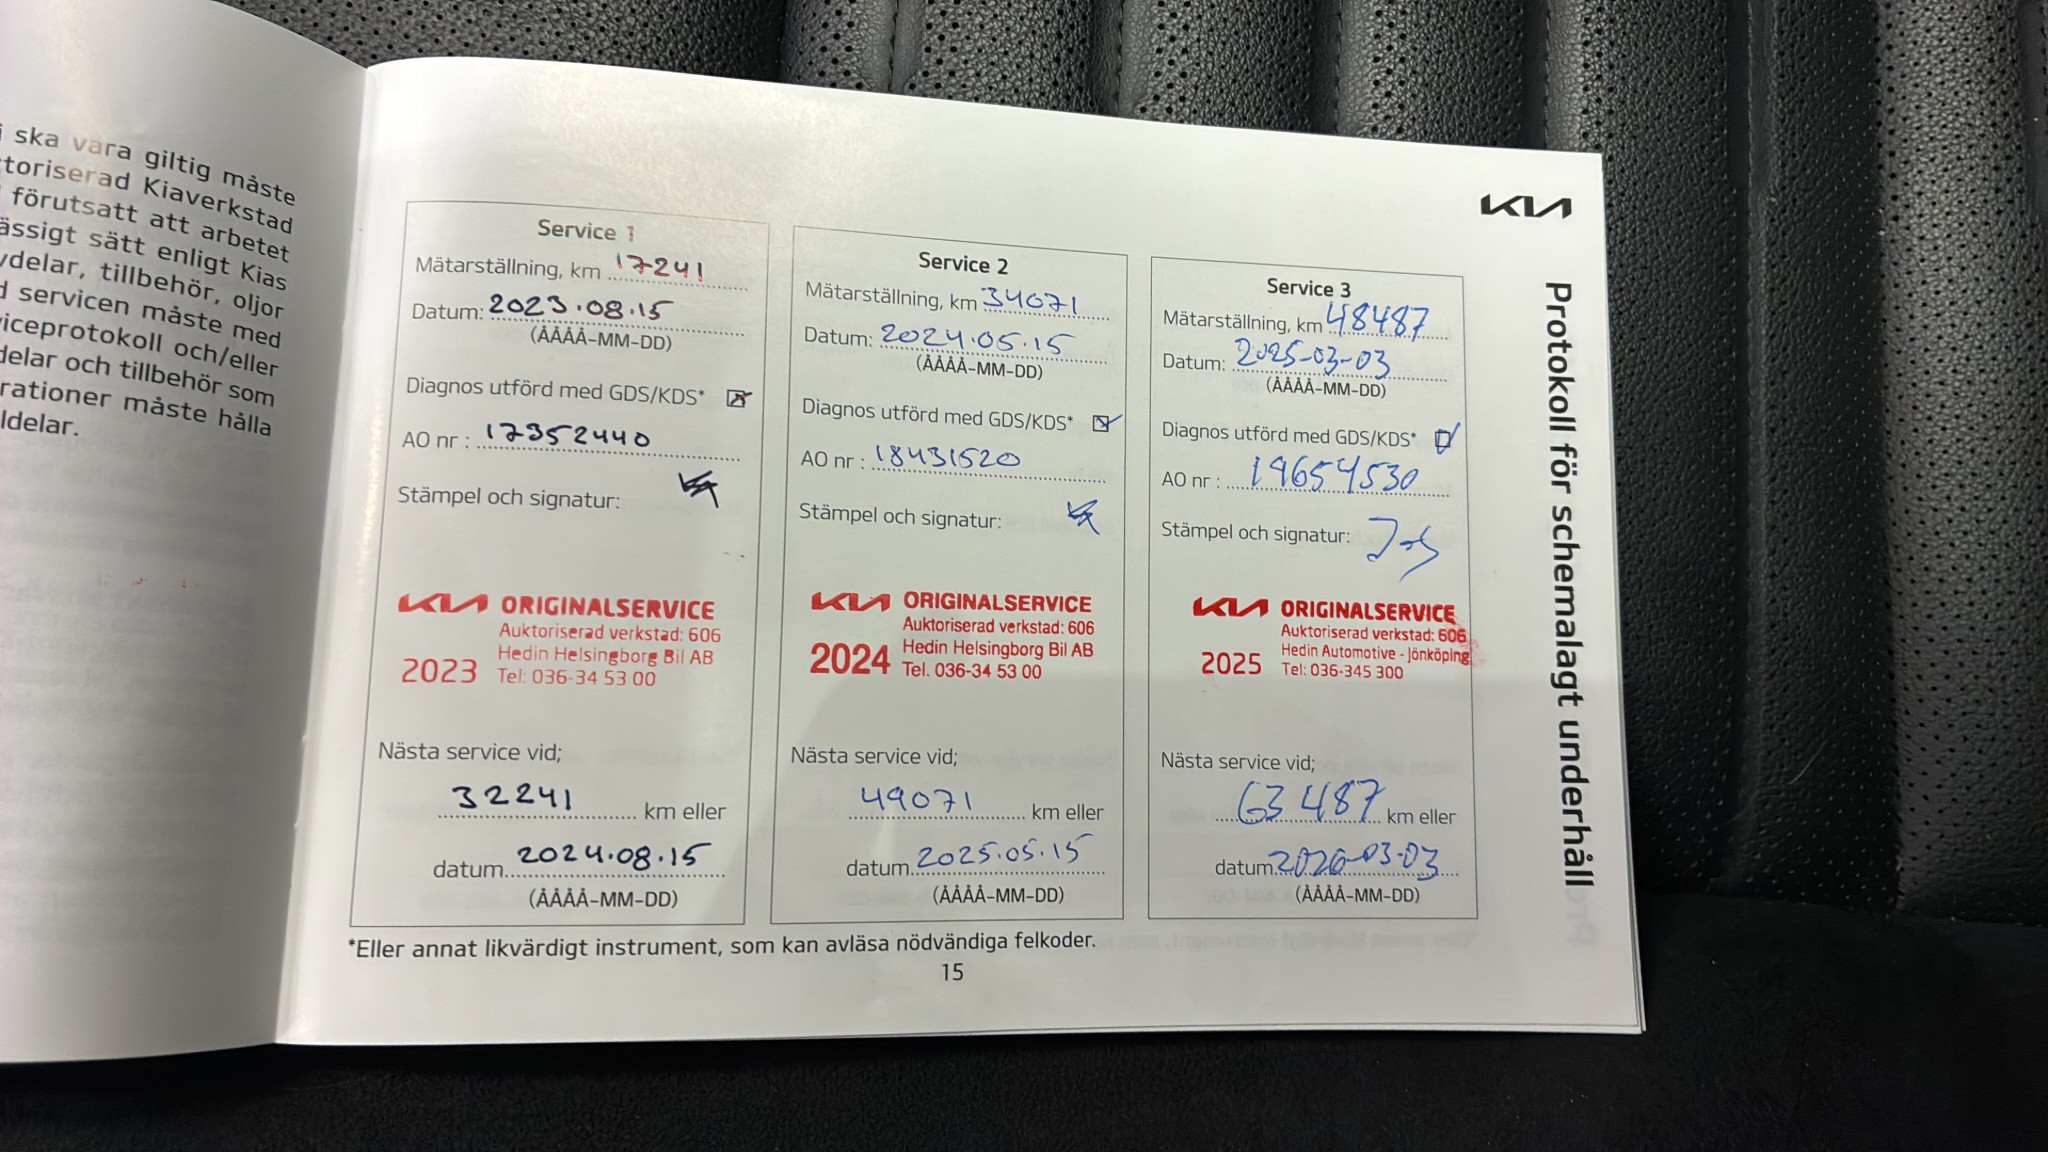 i ska vara giltig måste
toriserad Kiaverkstad
förutsatt att arbetet
ässigt sätt enligt Kias
vdelar, tillbehör, oljor
d servicen måste med
viceprotokoll och/eller
delar och tillbehör som
rationer måste hålla
ldelar.
KIA
Protokoll för schemalagt underhåll
Service 1
Mätarställning, km 17241
Datum: 2023.08.15
(ÅÅÅÅ-MM-DD)
Diagnos utförd med GDS/KDS*
AO nr : 17352440
Stämpel och signatur:
KIA ORIGINALSERVICE
Auktoriserad verkstad: 606
Hedin Helsingborg Bil AB
2023 Tel: 036-34 53 00
Nästa service vid;
32241 km eller
datum 2024.08.15
(ÅÅÅÅ-MM-DD)
Service 2
Mätarställning, km 34071
Datum: 2024.05.15
(ÅÅÅÅ-MM-DD)
Diagnos utförd med GDS/KDS*
AO nr : 18431520
Stämpel och signatur:
KIA ORIGINALSERVICE
Auktoriserad verkstad: 606
Hedin Helsingborg Bil AB
2024 Tel. 036-34 53 00
Nästa service vid;
49071 km eller
datum 2025.05.15
(ÅÅÅÅ-MM-DD)
Service 3
Mätarställning, km 48487
Datum: 2025-03-03
(ÅÅÅÅ-MM-DD)
Diagnos utförd med GDS/KDS*
AO nr : 19654530
Stämpel och signatur:
KIA ORIGINALSERVICE
Auktoriserad verkstad: 606
Hedin Automotive - Jönköping
2025 Tel: 036-345 300
Nästa service vid;
63487 km eller
datum 2026-03-03
(ÅÅÅÅ-MM-DD)
*Eller annat likvärdigt instrument, som kan avläsa nödvändiga felkoder.
15